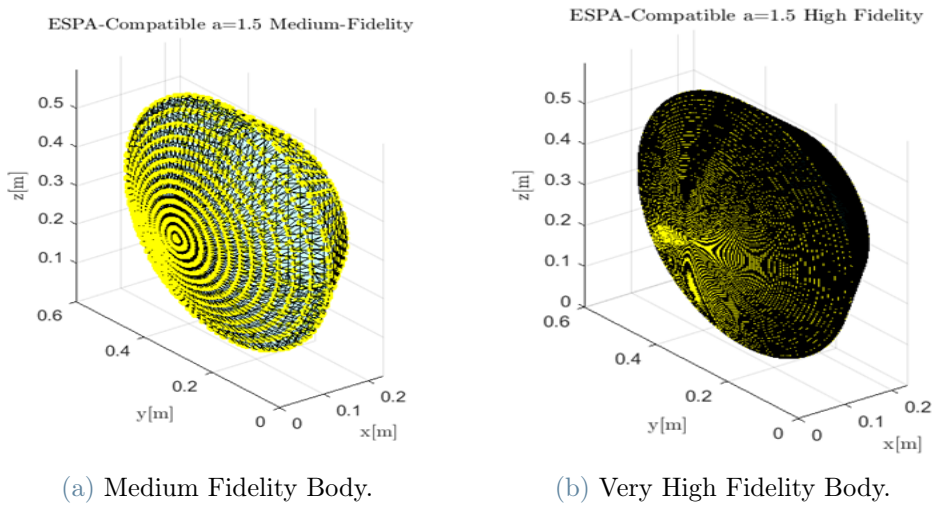 ESPA-Compatible a=1.5 Medium-Fidelity
0.5
0.4
0.3
0.2
0.1
z[m]
0.6
0.4
0.2
0
y[m]
0
0.1
0.2
x[m]
(a) Medium Fidelity Body.
ESPA-Compatible a=1.5 High Fidelity
0.5
0.4
0.3
0.2
0.1
0
z[m]
0.6
0.4
0.2
0
y[m]
0
0.1
0.2
x[m]
(b) Very High Fidelity Body.